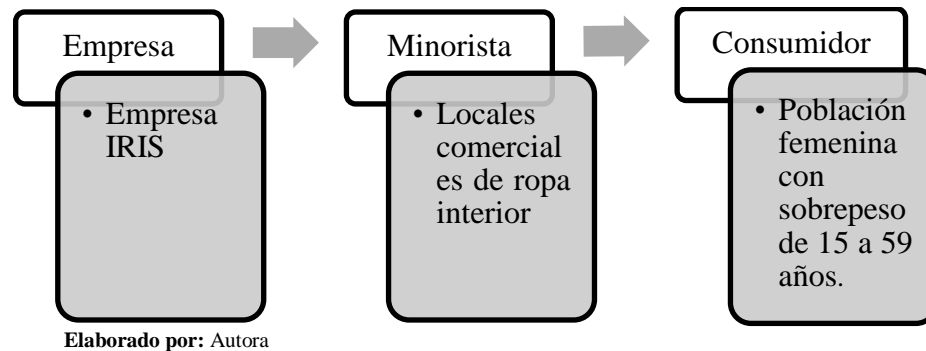 Empresa
• Empresa
IRIS
Minorista
• Locales
comercial
es de ropa
interior
Consumidor
• Población
femenina
con
sobrepeso
de 15 a 59
años.
Elaborado por: Autora